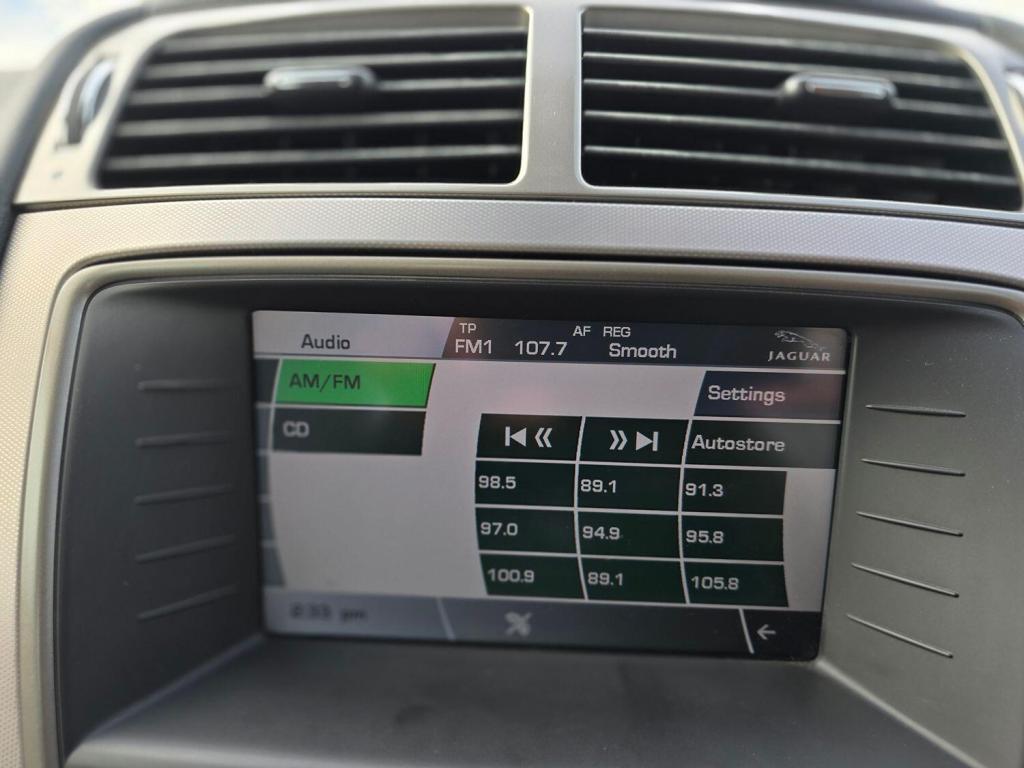 Audio
TP AF REG
FM1 107.7 Smooth
JAGUAR
AM/FM
Settings
CD
Autostore
98.5 89.1 91.3
97.0 94.9 95.8
100.9 89.1 105.8
pm